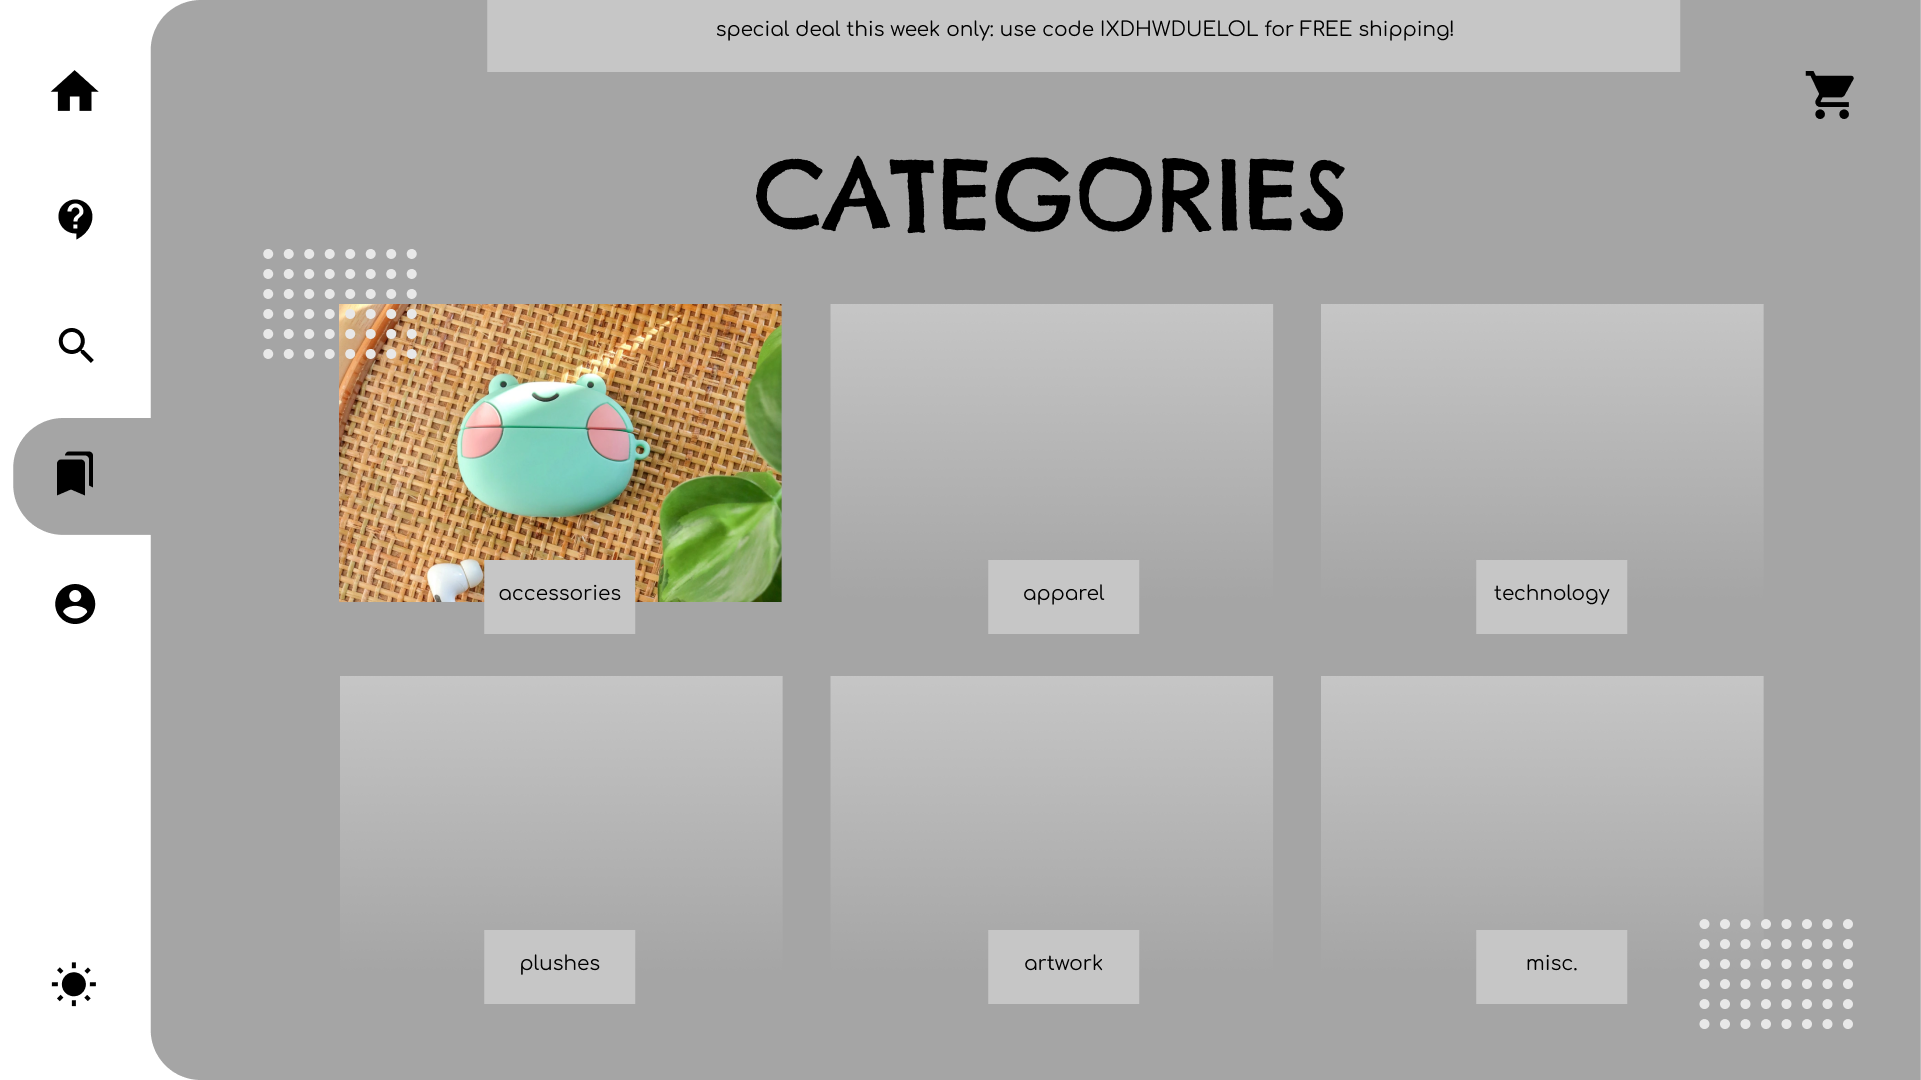 special deal this week only: use code IXDHWDUELOL for FREE shipping!
CATEGORIES
accessories
apparel
technology
plushes
artwork
misc.